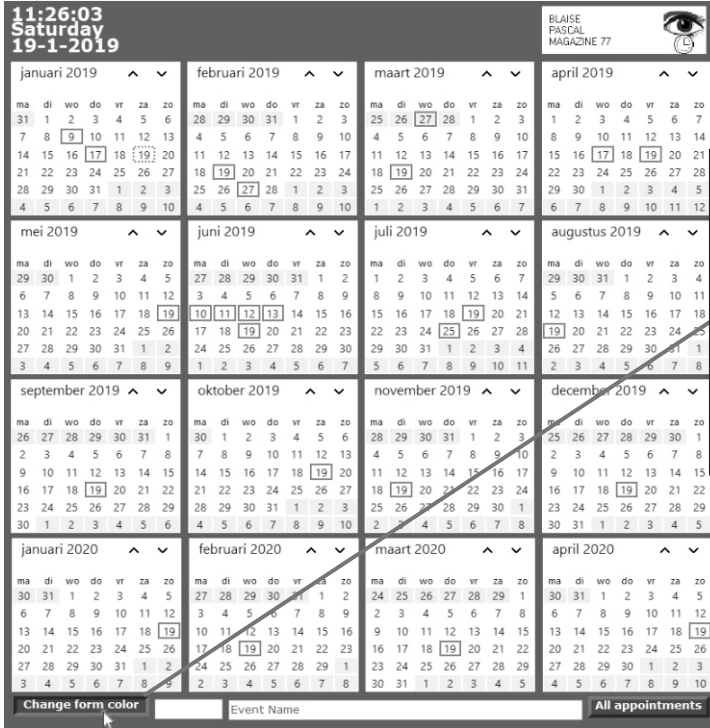 11:26:03
Saturday
19-1-2019
BLAISE
PASCAL
MAGAZINE 77
januari 2019
ma di wo do vr za zo
31 1 2 3 4 5 6
7 8 9 10 11 12 13
14 15 16 17 18 19 20
21 22 23 24 25 26 27
28 29 30 31 1 2 3
4 5 6 7 8 9 10
februari 2019
ma di wo do vr za zo
28 29 30 31 1 2 3
4 5 6 7 8 9 10
11 12 13 14 15 16 17
18 19 20 21 22 23 24
25 26 27 28 1 2 3
4 5 6 7 8 9 10
maart 2019
ma di wo do vr za zo
25 26 27 28 1 2 3
4 5 6 7 8 9 10
11 12 13 14 15 16 17
18 19 20 21 22 23 24
25 26 27 28 29 30 31
1 2 3 4 5 6 7
april 2019
ma di wo do vr za zo
1 2 3 4 5 6 7
8 9 10 11 12 13 14
15 16 17 18 19 20 21
22 23 24 25 26 27 28
29 30 1 2 3 4 5
6 7 8 9 10 11 12
mei 2019
ma di wo do vr za zo
29 30 1 2 3 4 5
6 7 8 9 10 11 12
13 14 15 16 17 18 19
20 21 22 23 24 25 26
27 28 29 30 31 1 2
3 4 5 6 7 8 9
juni 2019
ma di wo do vr za zo
27 28 29 30 31 1 2
3 4 5 6 7 8 9
10 11 12 13 14 15 16
17 18 19 20 21 22 23
24 25 26 27 28 29 30
1 2 3 4 5 6 7
juli 2019
ma di wo do vr za zo
1 2 3 4 5 6 7
8 9 10 11 12 13 14
15 16 17 18 19 20 21
22 23 24 25 26 27 28
29 30 31 1 2 3 4
5 6 7 8 9 10 11
augustus 2019
ma di wo do vr za zo
29 30 31 1 2 3 4
5 6 7 8 9 10 11
12 13 14 15 16 17 18
19 20 21 22 23 24 25
26 27 28 29 30 31 1
2 3 4 5 6 7 8
september 2019
ma di wo do vr za zo
26 27 28 29 30 31 1
2 3 4 5 6 7 8
9 10 11 12 13 14 15
16 17 18 19 20 21 22
23 24 25 26 27 28 29
30 1 2 3 4 5 6
oktober 2019
ma di wo do vr za zo
30 1 2 3 4 5 6
7 8 9 10 11 12 13
14 15 16 17 18 19 20
21 22 23 24 25 26 27
28 29 30 31 1 2 3
4 5 6 7 8 9 10
november 2019
ma di wo do vr za zo
28 29 30 31 1 2 3
4 5 6 7 8 9 10
11 12 13 14 15 16 17
18 19 20 21 22 23 24
25 26 27 28 29 30 1
2 3 4 5 6 7 8
december 2019
ma di wo do vr za zo
25 26 27 28 29 30 1
2 3 4 5 6 7 8
9 10 11 12 13 14 15
16 17 18 19 20 21 22
23 24 25 26 27 28 29
30 31 1 2 3 4 5
januari 2020
ma di wo do vr za zo
30 31 1 2 3 4 5
6 7 8 9 10 11 12
13 14 15 16 17 18 19
20 21 22 23 24 25 26
27 28 29 30 31 1 2
3 4 5 6 7 8 9
februari 2020
ma di wo do vr za zo
27 28 29 30 31 1 2
3 4 5 6 7 8 9
10 11 12 13 14 15 16
17 18 19 20 21 22 23
24 25 26 27 28 29 1
2 3 4 5 6 7 8
maart 2020
ma di wo do vr za zo
24 25 26 27 28 29 1
2 3 4 5 6 7 8
9 10 11 12 13 14 15
16 17 18 19 20 21 22
23 24 25 26 27 28 29
30 31 1 2 3 4 5
april 2020
ma di wo do vr za zo
30 31 1 2 3 4 5
6 7 8 9 10 11 12
13 14 15 16 17 18 19
20 21 22 23 24 25 26
27 28 29 30 1 2 3
4 5 6 7 8 9 10
Change form color
Event Name
All appointments